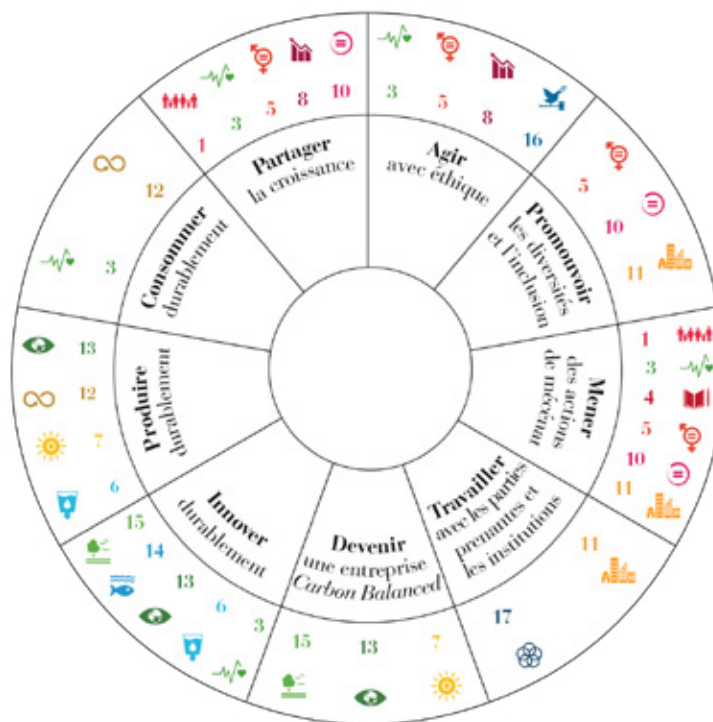 1
3
5
8
10
Partager
la croissance
3
5
8
16
Agir
avec éthique
5
10
11
Promouvoir
les diversités
et l'inclusion
1
3
4
5
10
11
Mener
des actions
de mécénat
11
17
Travailler
avec les parties
prenantes et
les institutions
7
13
15
Devenir
une entreprise
Carbon Balanced
3
6
13
14
15
Innover
durablement
6
7
12
13
Produire
durablement
3
12
Consommer
durablement